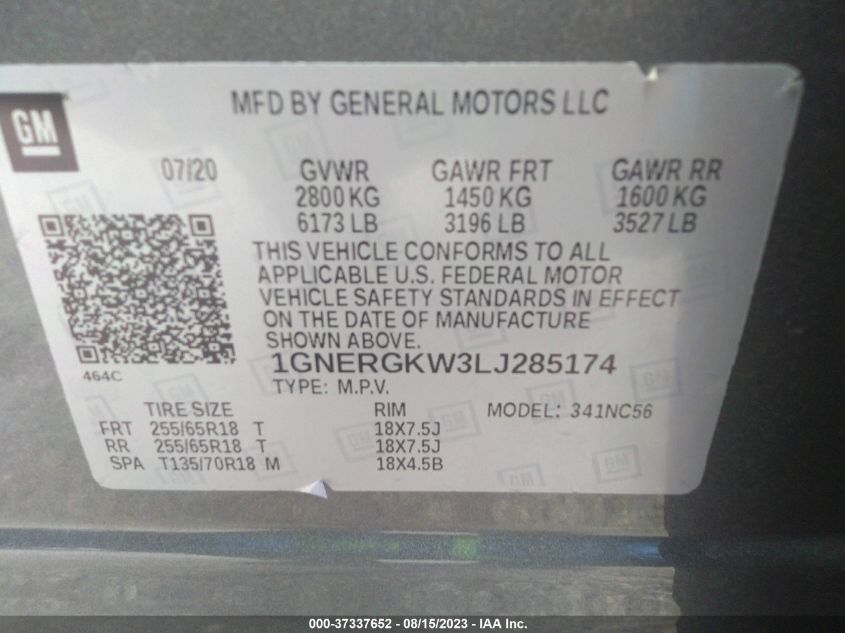 GM
MFD BY GENERAL MOTORS LLC
07/20 GVWR GAWR FRT GAWR RR
2800 KG 1450 KG 1600 KG
6173 LB 3196 LB 3527 LB
THIS VEHICLE CONFORMS TO ALL
APPLICABLE U.S. FEDERAL MOTOR
VEHICLE SAFETY STANDARDS IN EFFECT
ON THE DATE OF MANUFACTURE
SHOWN ABOVE.
464C
1GNERGKW3LJ285174
TYPE: M.P.V.
TIRE SIZE RIM MODEL: 341NC56
FRT 255/65R18 T 18X7.5J
RR 255/65R18 T 18X7.5J
SPA T135/70R18 M 18X4.5B
000-37337652 - 08/15/2023 - IAA Inc.